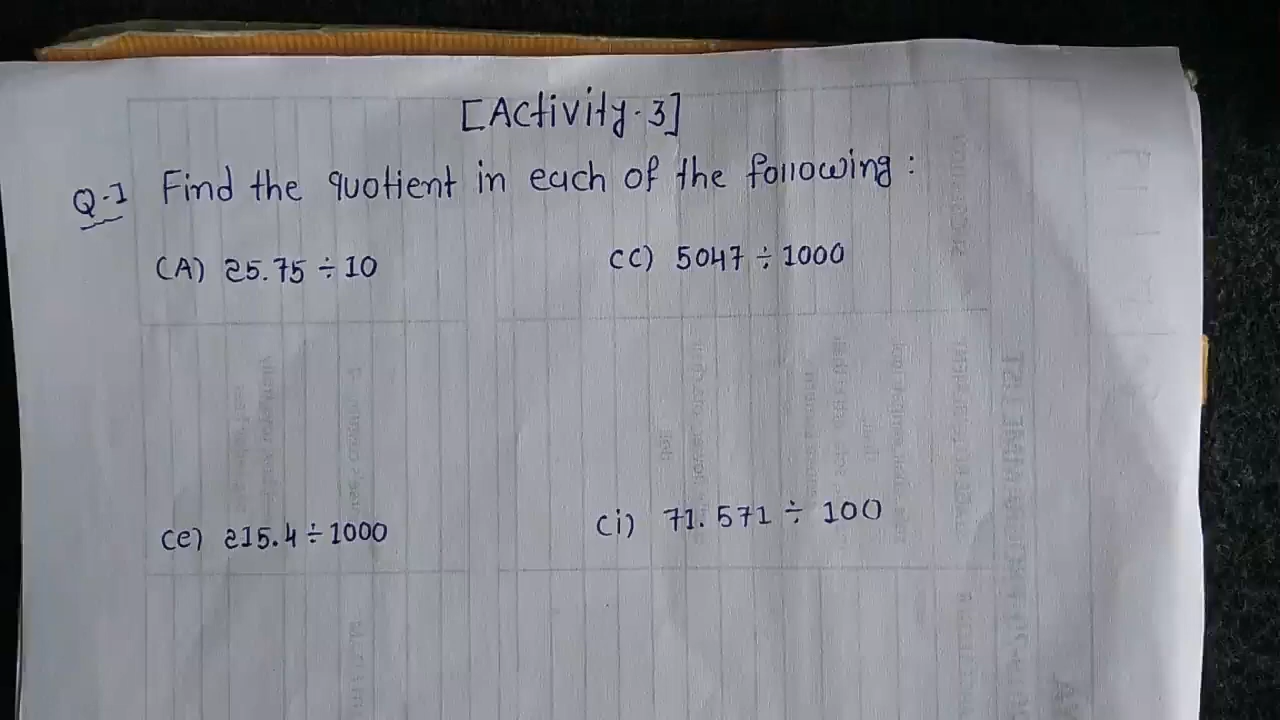 [Activity-3]
Q-1 Find the quotient in each of the following:
(A) 25.75 ÷ 10
(C) 5047 ÷ 1000
(e) 215.4 ÷ 1000
(i) 71.571 ÷ 100